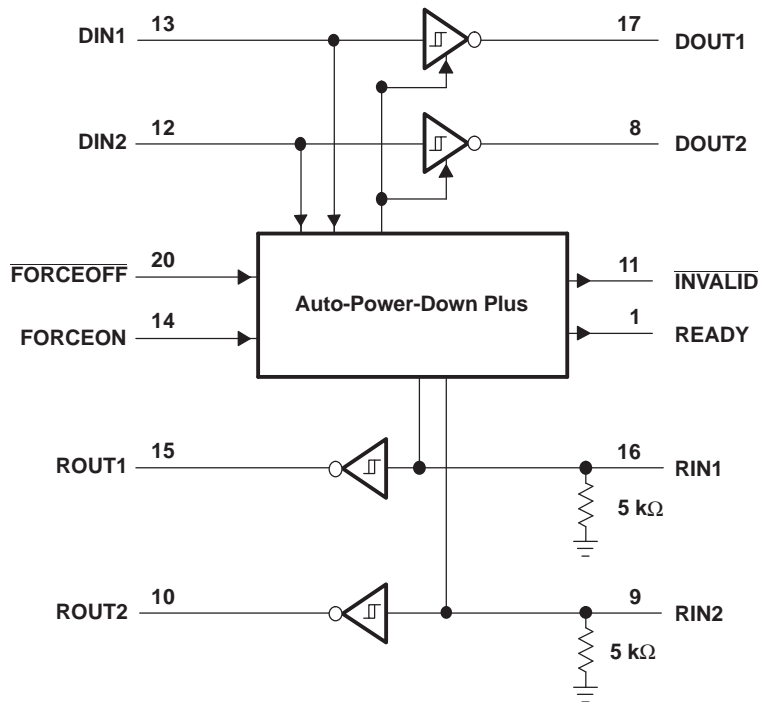 DIN1 13 17 DOUT1
DIN2 12 8 DOUT2
FORCEOFF 20 11 INVALID
Auto-Power-Down Plus
FORCEON 14 1 READY
ROUT1 15 16 RIN1
5 kΩ
ROUT2 10 9 RIN2
5 kΩ